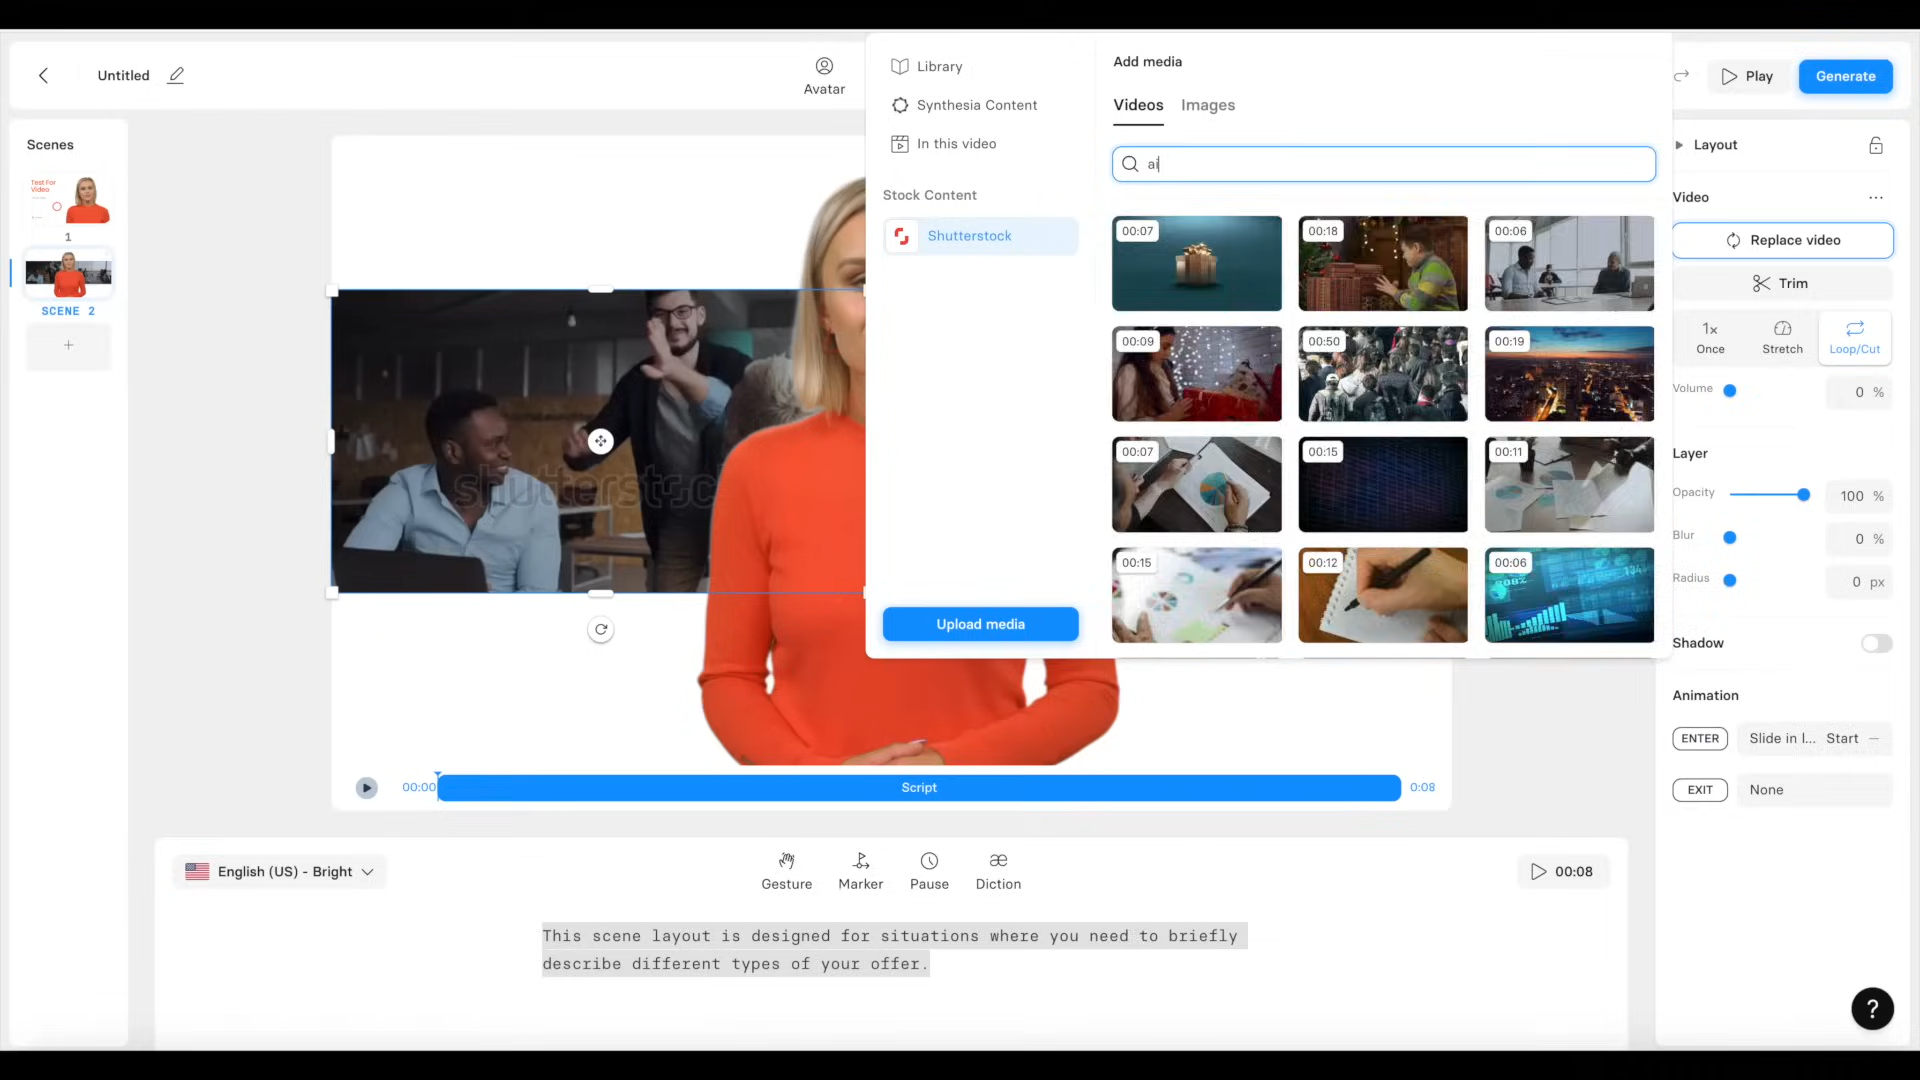 Untitled
Avatar
Library
Synthesia Content
In this video
Stock Content
Shutterstock
Upload media
Add media
Videos Images
ai
00:07 00:18 00:06
00:09 00:50 00:19
00:07 00:15 00:11
00:15 00:12 00:06
Play
Generate
Scenes
Test For
Video
1
SCENE 2
+
shutterstock
Layout
Video
Replace video
Trim
1x
Once Stretch Loop/Cut
Volume 0 %
Layer
Opacity 100 %
Blur 0 %
Radius 0 px
Shadow
Animation
ENTER Slide in l... Start
EXIT None
00:00 Script 0:08
English (US) - Bright
Gesture Marker Pause Diction
00:08
This scene layout is designed for situations where you need to briefly
describe different types of your offer.
?